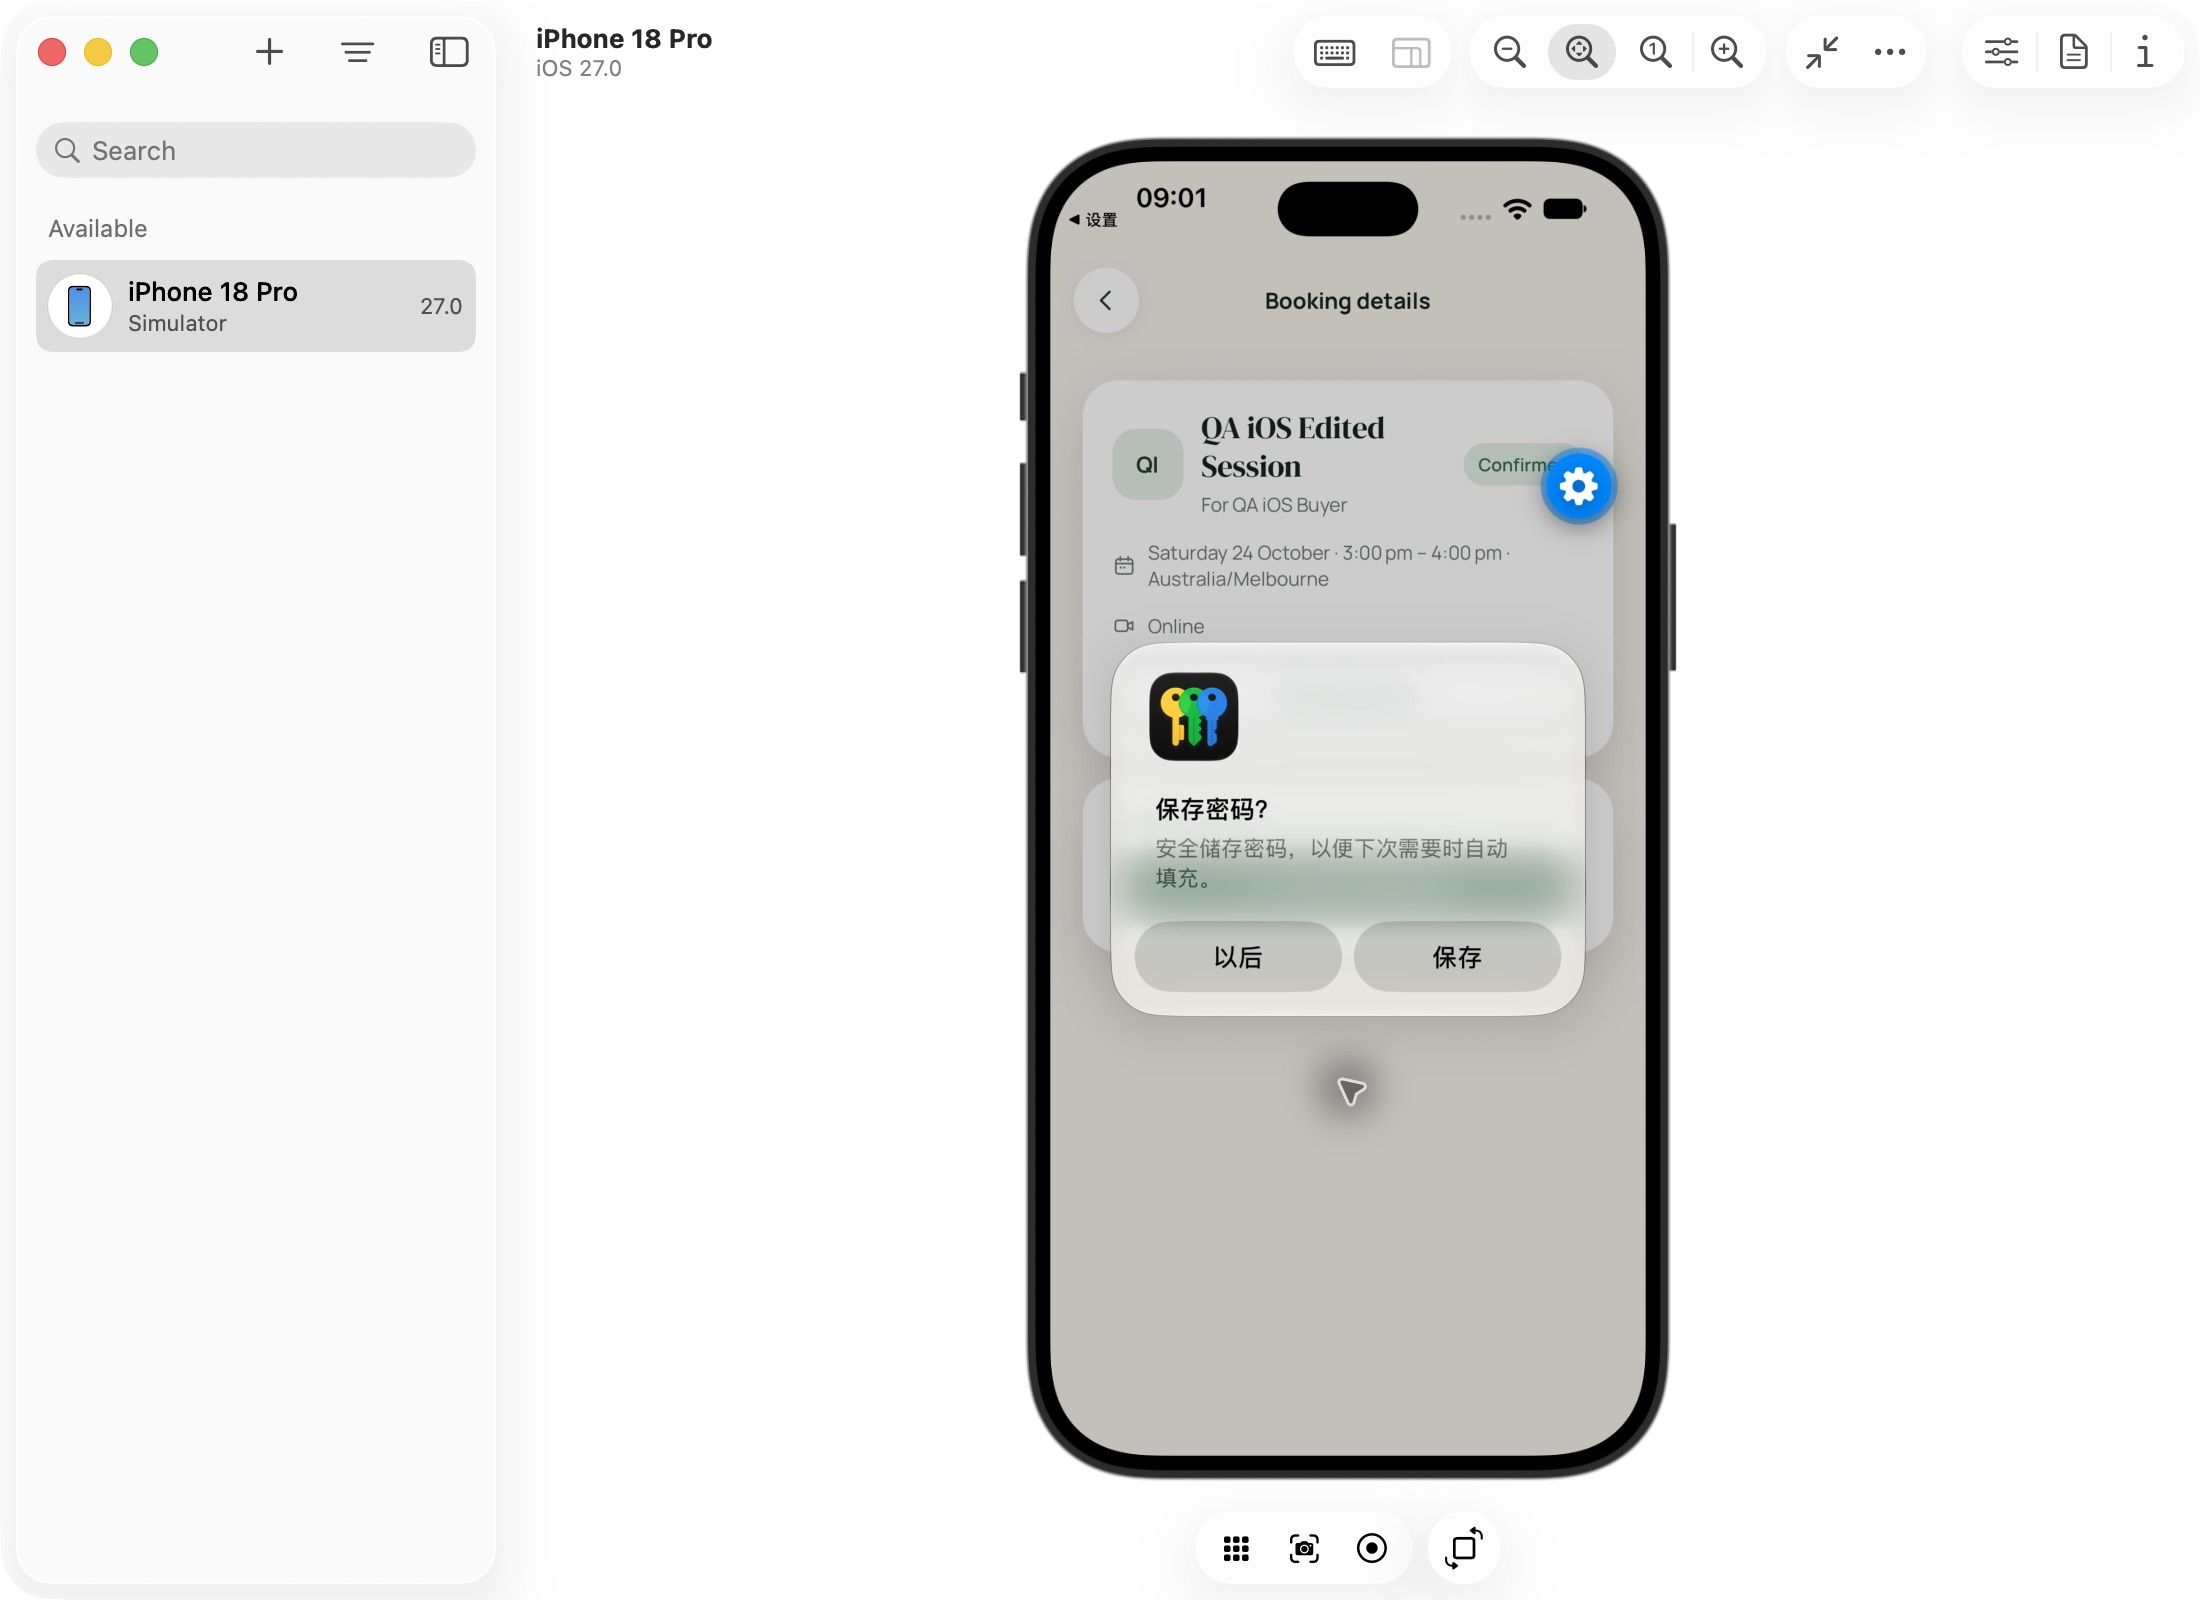 iPhone 18 Pro
iOS 27.0
Search
Available
iPhone 18 Pro
Simulator
27.0
09:01
设置
Booking details
QI
QA iOS Edited
Session
For QA iOS Buyer
Saturday 24 October · 3:00 pm – 4:00 pm ·
Australia/Melbourne
Online
保存密码?
安全储存密码，以便下次需要时自动
填充。
以后
保存